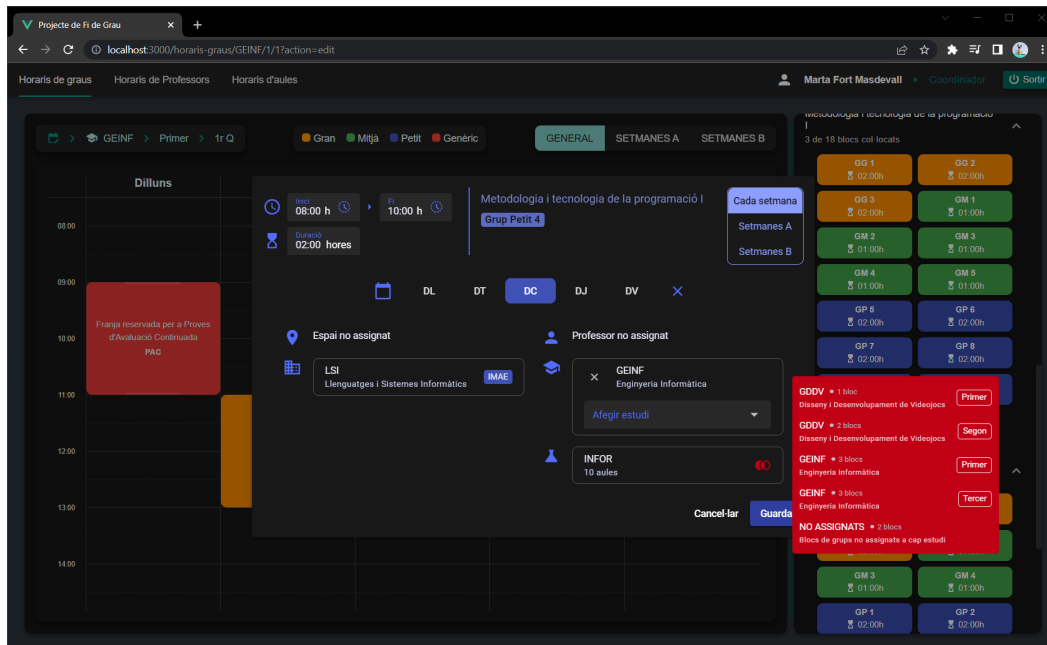 Projecte de Fi de Grau
localhost:3000/horaris-graus/GEINF/1/1?action=edit
Horaris de graus Horaris de Professors Horaris d'aules
Marta Fort Masdevall • Coordinador Sortir
GEINF > Primer > 1r Q
Gran Mitjà Petit Genèric
GENERAL SETMANES A SETMANES B
Dilluns
08:00
09:00
10:00
11:00
12:00
13:00
14:00
Franja reservada per a Proves
d'Avaluació Continuada
PAC
Inici
08:00 h
Fi
10:00 h
Duració
02:00 hores
Metodologia i tecnologia de la programació I
Grup Petit 4
Cada setmana
Setmanes A
Setmanes B
DL DT DC DJ DV
Espai no assignat
LSI
Llenguatges i Sistemes Informàtics
IMAE
Professor no assignat
GEINF
Enginyeria Informàtica
Afegir estudi
INFOR
10 aules
Cancel·lar Guarda
Metodologia i tecnologia de la programació
I
3 de 18 blocs col·locats
GG 1 GG 2
02:00h 02:00h
GG 3 GM 1
02:00h 01:00h
GM 2 GM 3
01:00h 01:00h
GM 4 GM 5
01:00h 01:00h
GP 5 GP 6
02:00h 02:00h
GP 7 GP 8
02:00h 02:00h
GDDV • 1 bloc
Disseny i Desenvolupament de Videojocs
Primer
GDDV • 2 blocs
Disseny i Desenvolupament de Videojocs
Segon
GEINF • 3 blocs
Enginyeria Informàtica
Primer
GEINF • 3 blocs
Enginyeria Informàtica
Tercer
NO ASSIGNATS • 2 blocs
Blocs de grups no assignats a cap estudi
GM 3 GM 4
01:00h 01:00h
GP 1 GP 2
02:00h 02:00h